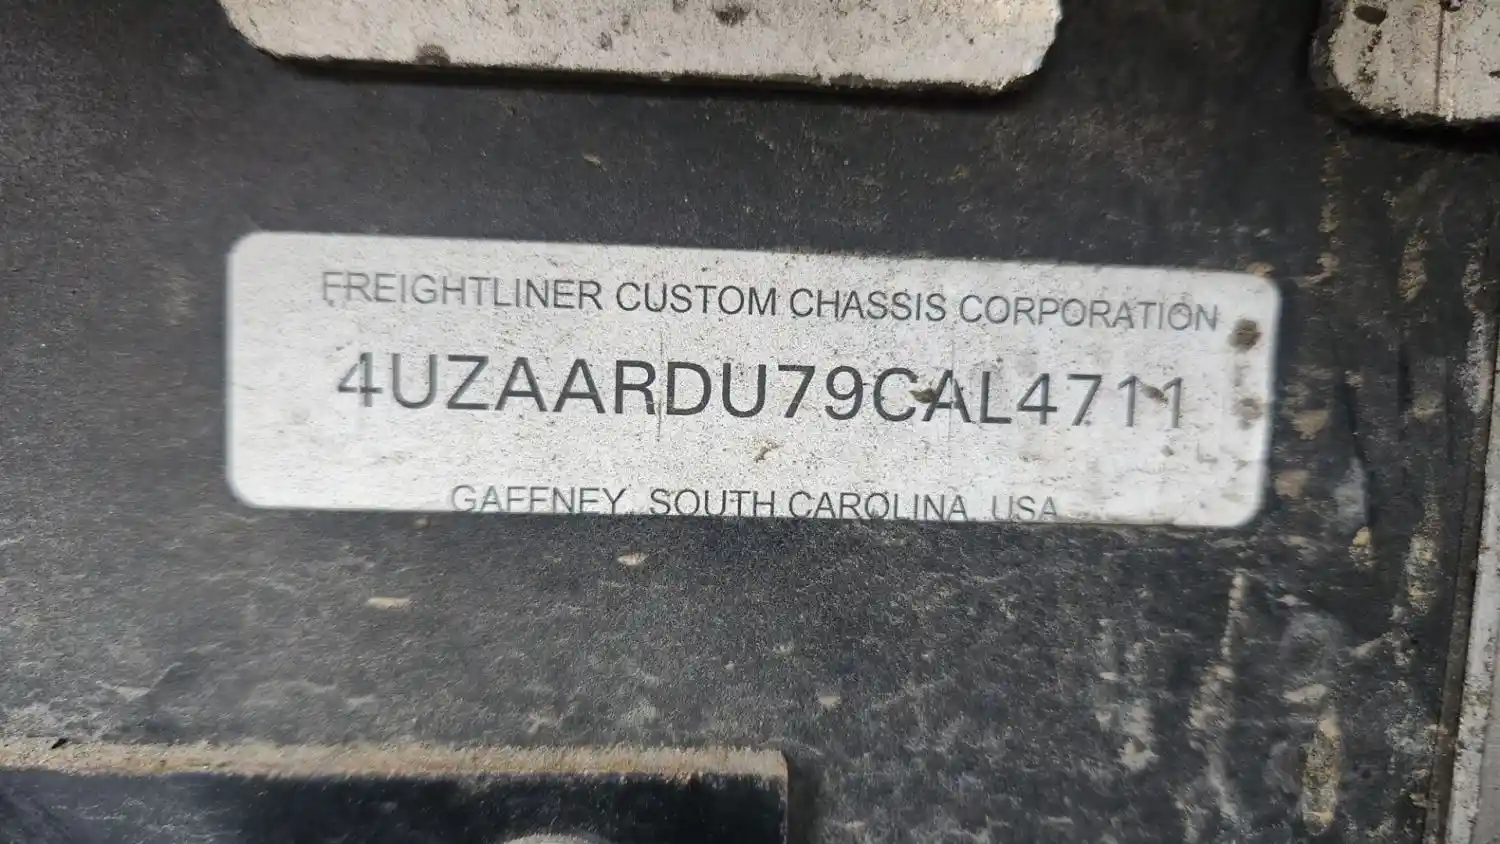 FREIGHTLINER CUSTOM CHASSIS CORPORATION
4UZAARDU79CAL4711
GAFFNEY, SOUTH CAROLINA, USA